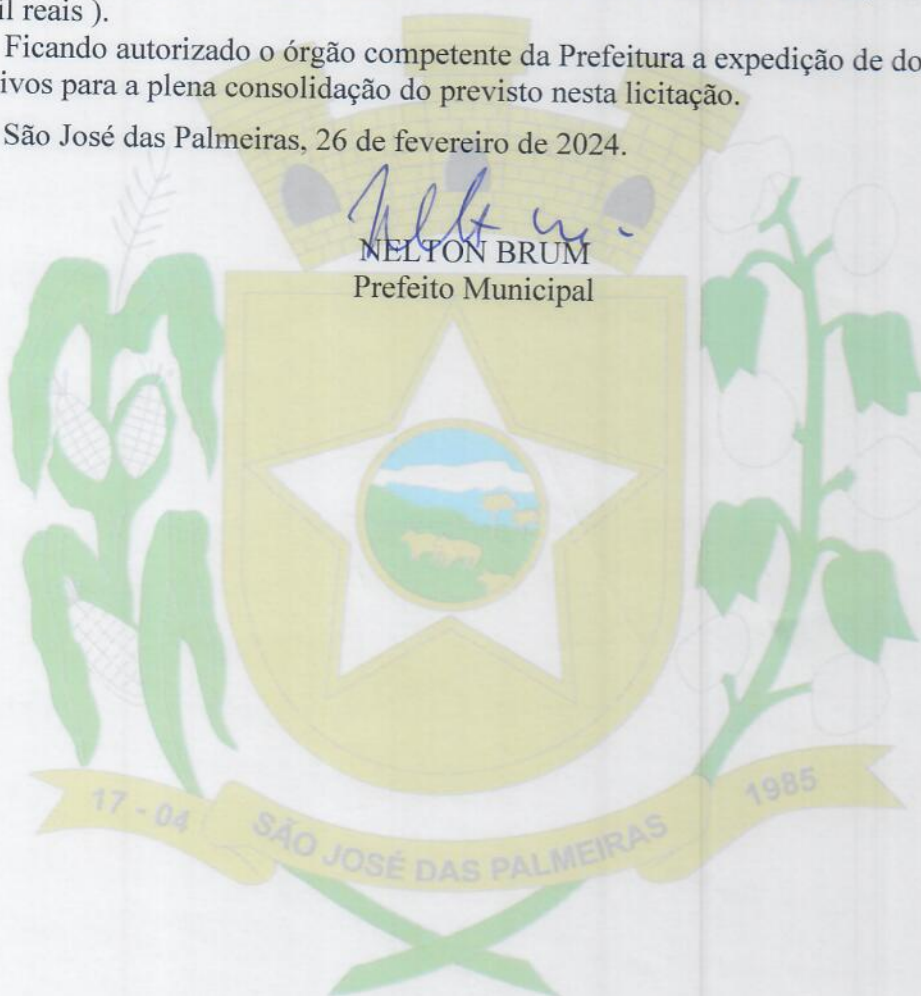 il reais ).
Ficando autorizado o órgão competente da Prefeitura a expedição de do
ivos para a plena consolidação do previsto nesta licitação.
São José das Palmeiras, 26 de fevereiro de 2024.
NELTON BRUM
Prefeito Municipal
17 - 04 SÃO JOSÉ DAS PALMEIRAS 1985